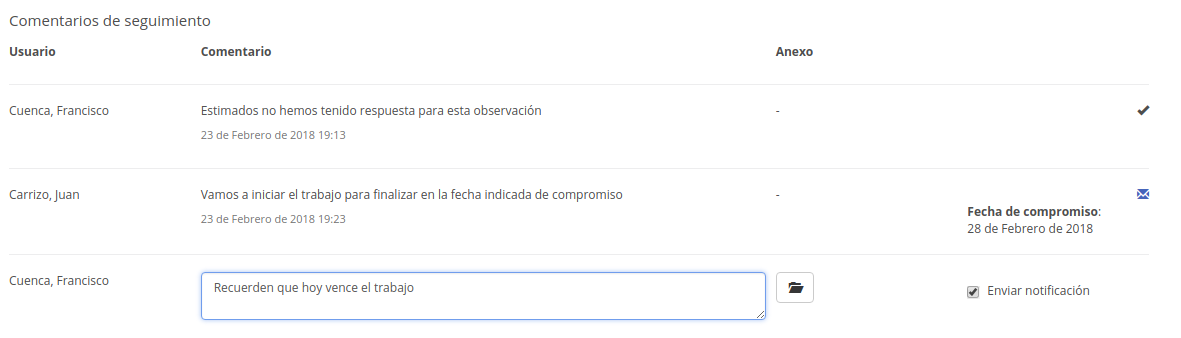 Comentarios de seguimiento
Usuario Comentario Anexo
Cuenca, Francisco Estimados no hemos tenido respuesta para esta observación -
23 de Febrero de 2018 19:13
Carrizo, Juan Vamos a iniciar el trabajo para finalizar en la fecha indicada de compromiso -
Fecha de compromiso:
23 de Febrero de 2018 19:23
28 de Febrero de 2018
Cuenca, Francisco Recuerden que hoy vence el trabajo Enviar notificación